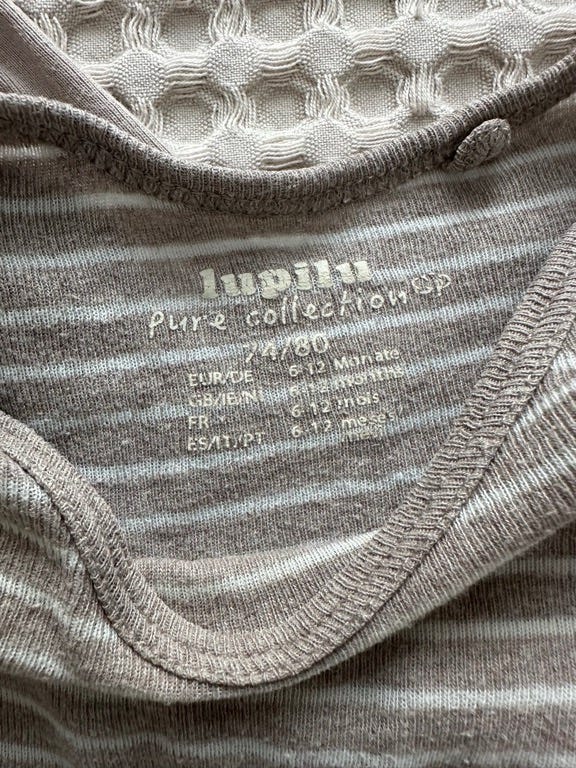 lupilu
pure collection
74/80
EUR/DE 6-12 Monate
GB/IE/NI 6-12 months
FR 6-12 mois
ES/IT/PT 6-12 meses/